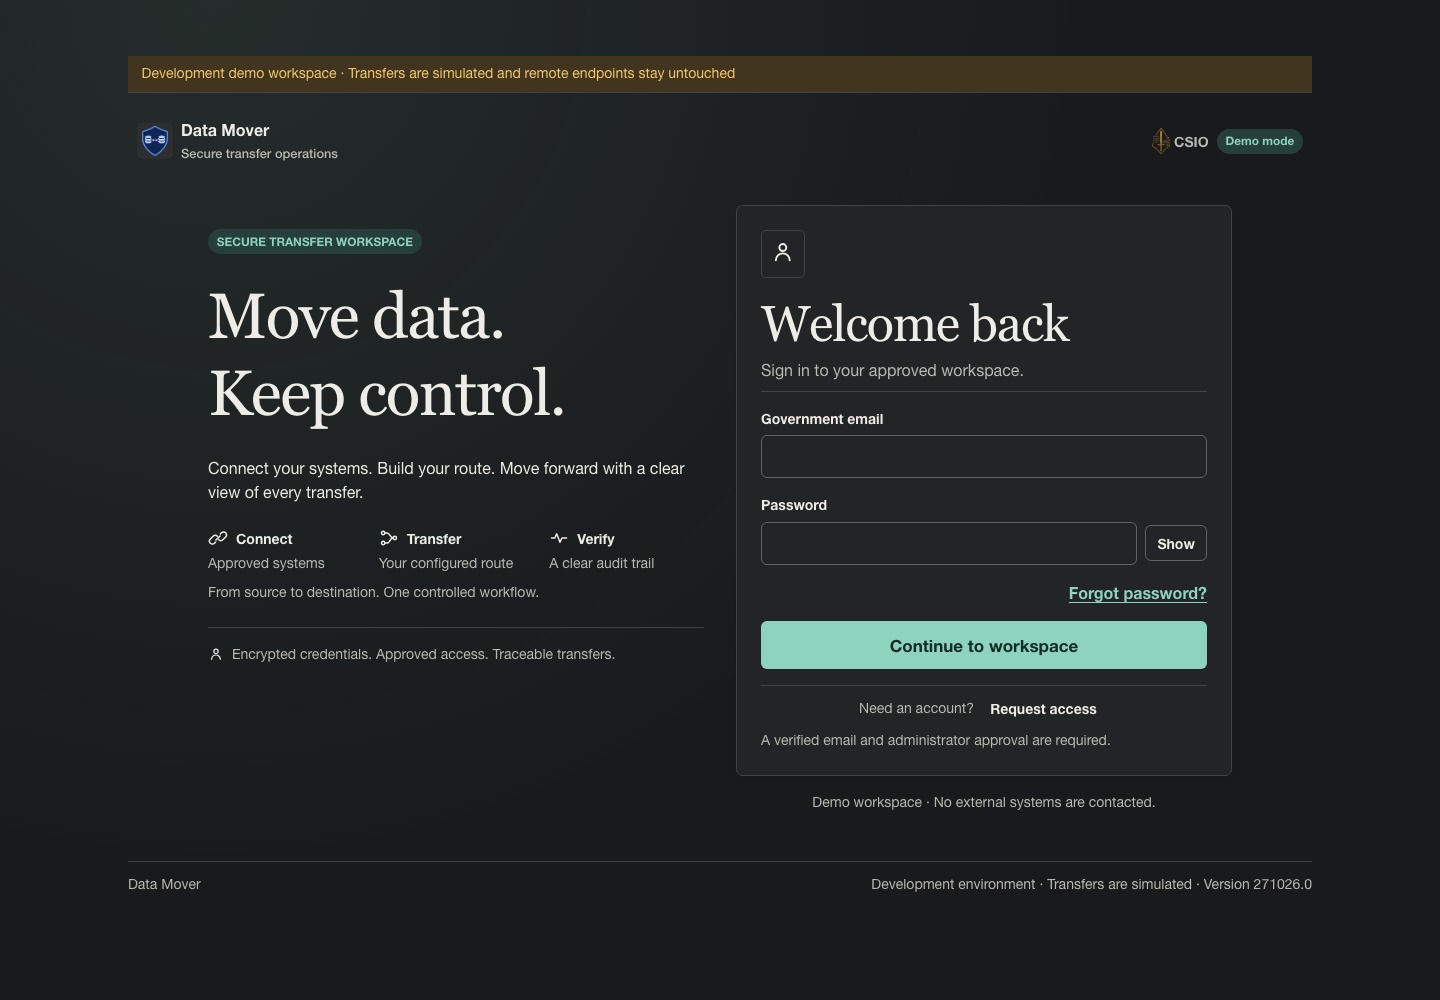 Development demo workspace · Transfers are simulated and remote endpoints stay untouched
Data Mover
Secure transfer operations
CSIO
Demo mode
SECURE TRANSFER WORKSPACE
Move data.
Keep control.
Connect your systems. Build your route. Move forward with a clear
view of every transfer.
Connect
Approved systems
Transfer
Your configured route
Verify
A clear audit trail
From source to destination. One controlled workflow.
Encrypted credentials. Approved access. Traceable transfers.
Welcome back
Sign in to your approved workspace.
Government email
Password
Show
Forgot password?
Continue to workspace
Need an account? Request access
A verified email and administrator approval are required.
Demo workspace · No external systems are contacted.
Data Mover
Development environment · Transfers are simulated · Version 271026.0